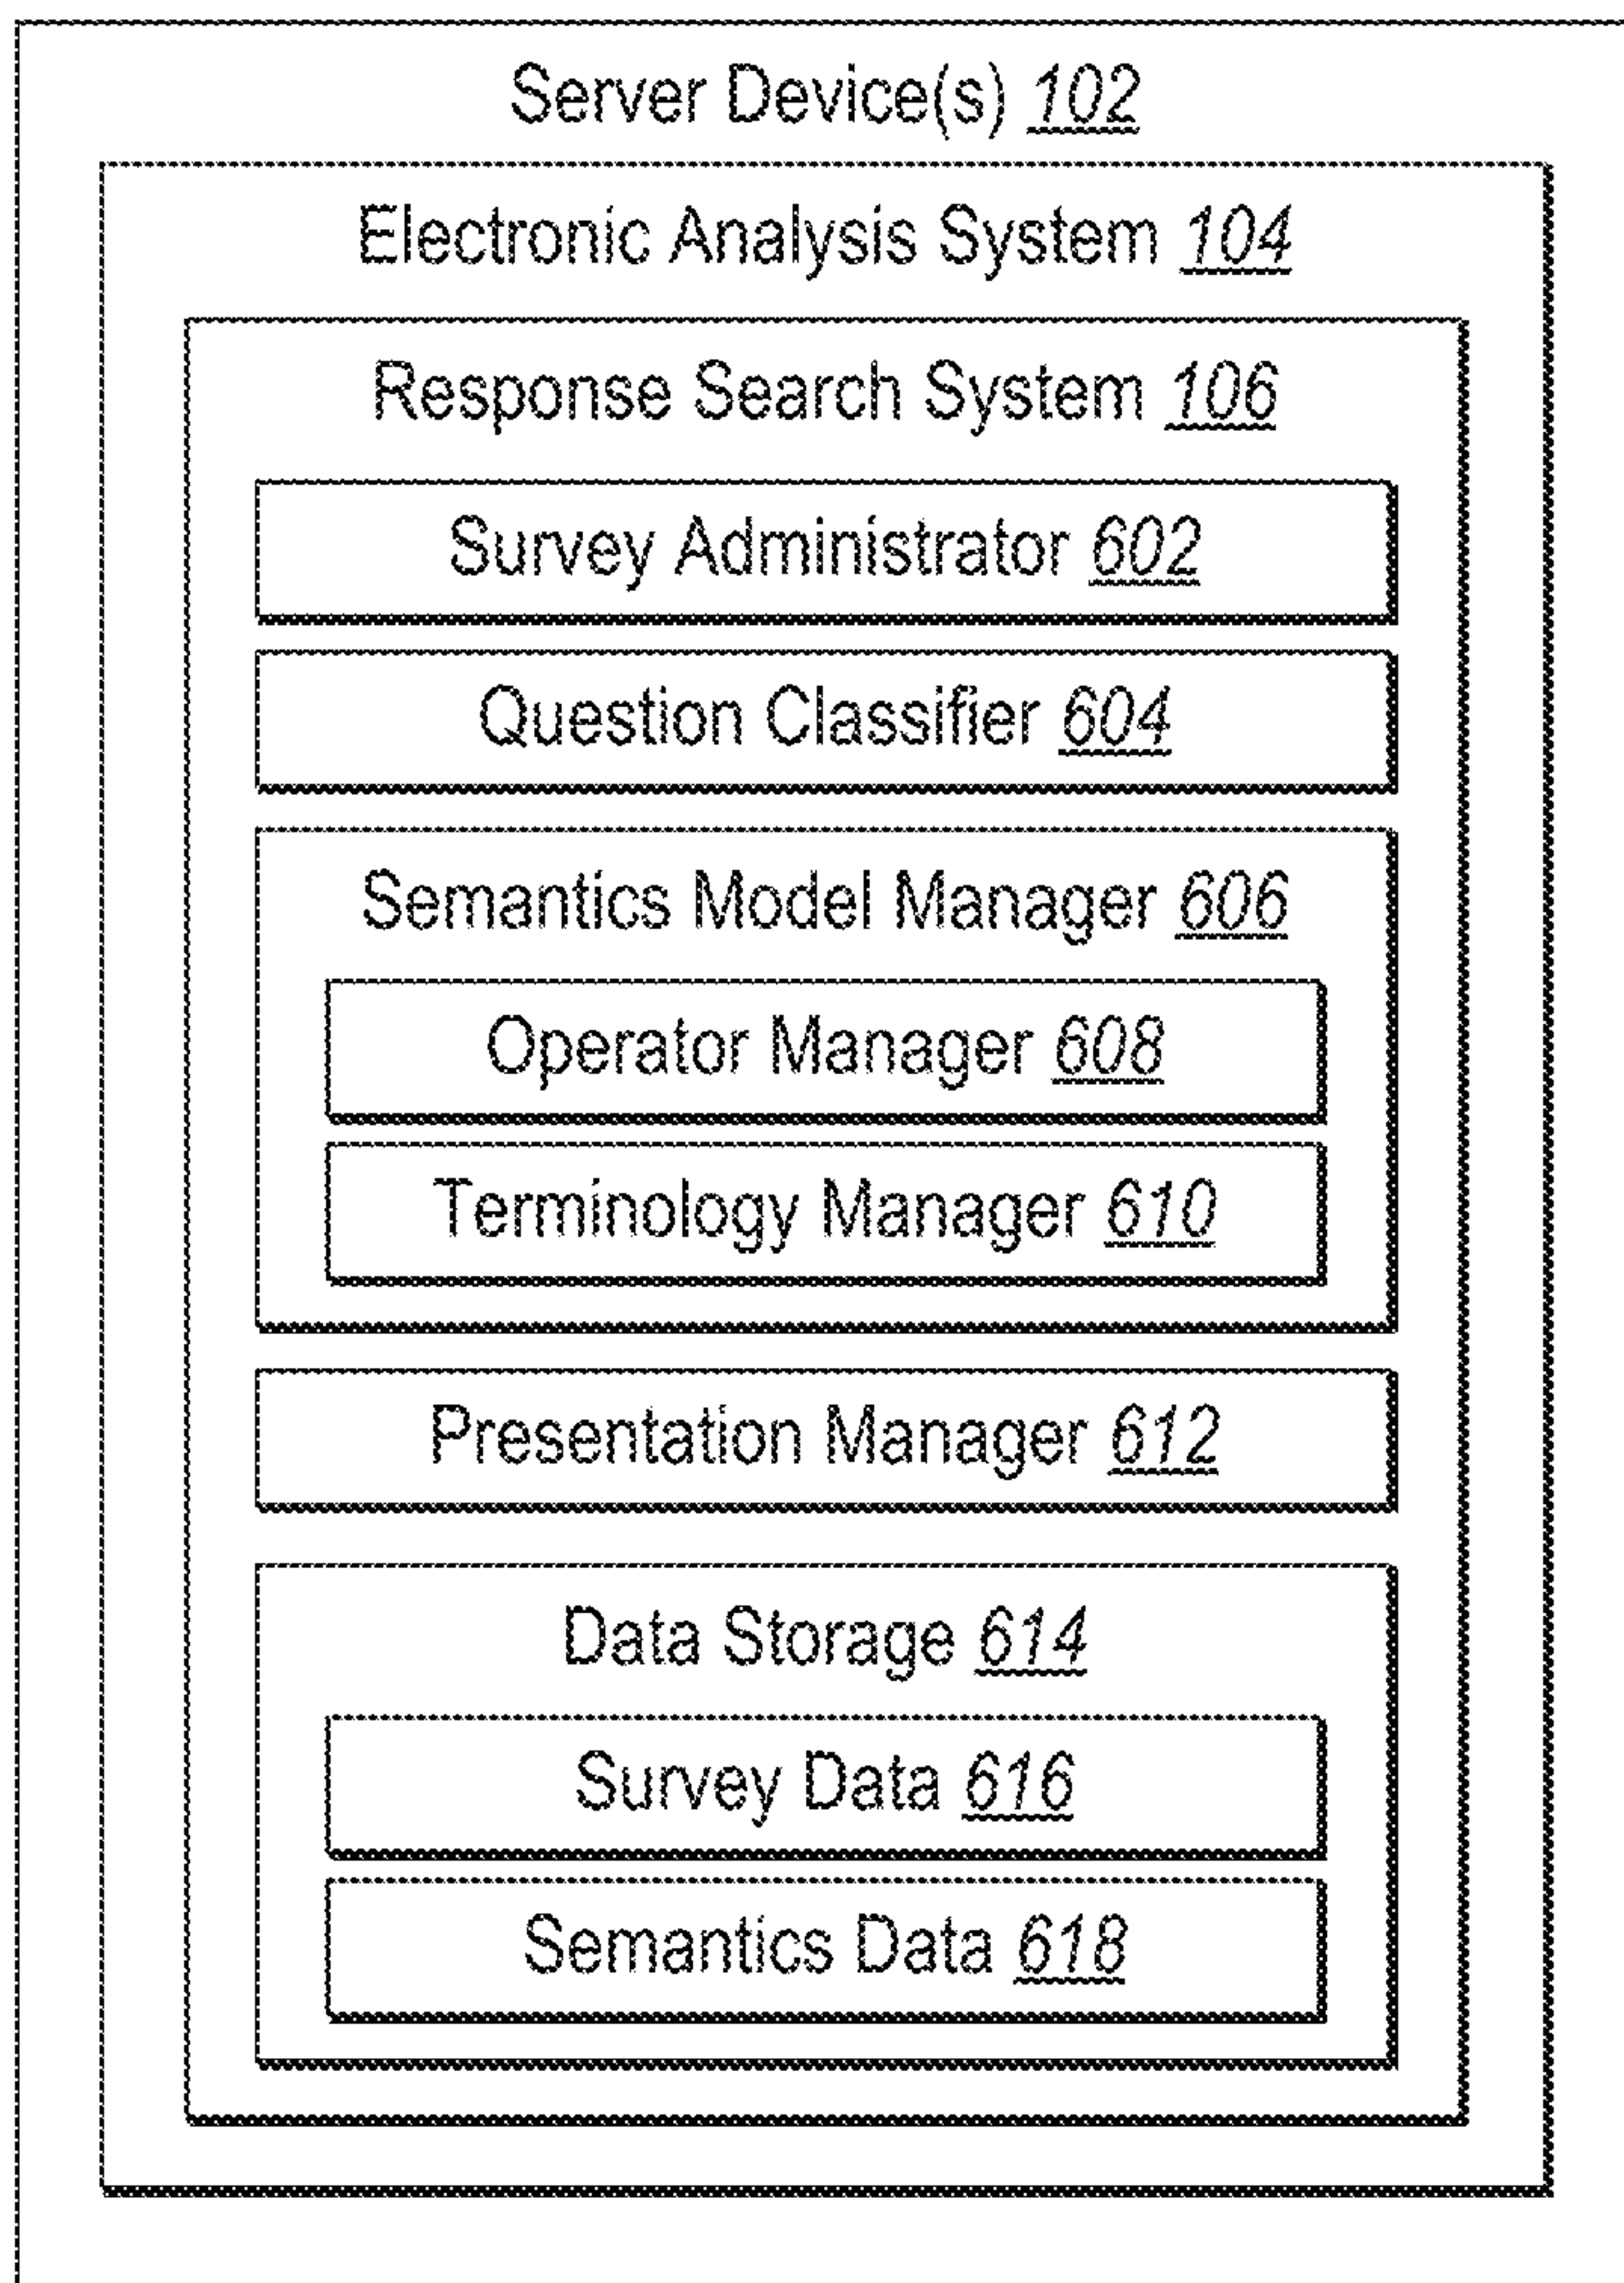 Server Device(s) 102
Electronic Analysis System 104
Response Search System 106
Survey Administrator 602
Question Classifier 604
Semantics Model Manager 606
Operator Manager 608
Terminology Manager 610
Presentation Manager 612
Data Storage 614
Survey Data 616
Semantics Data 618